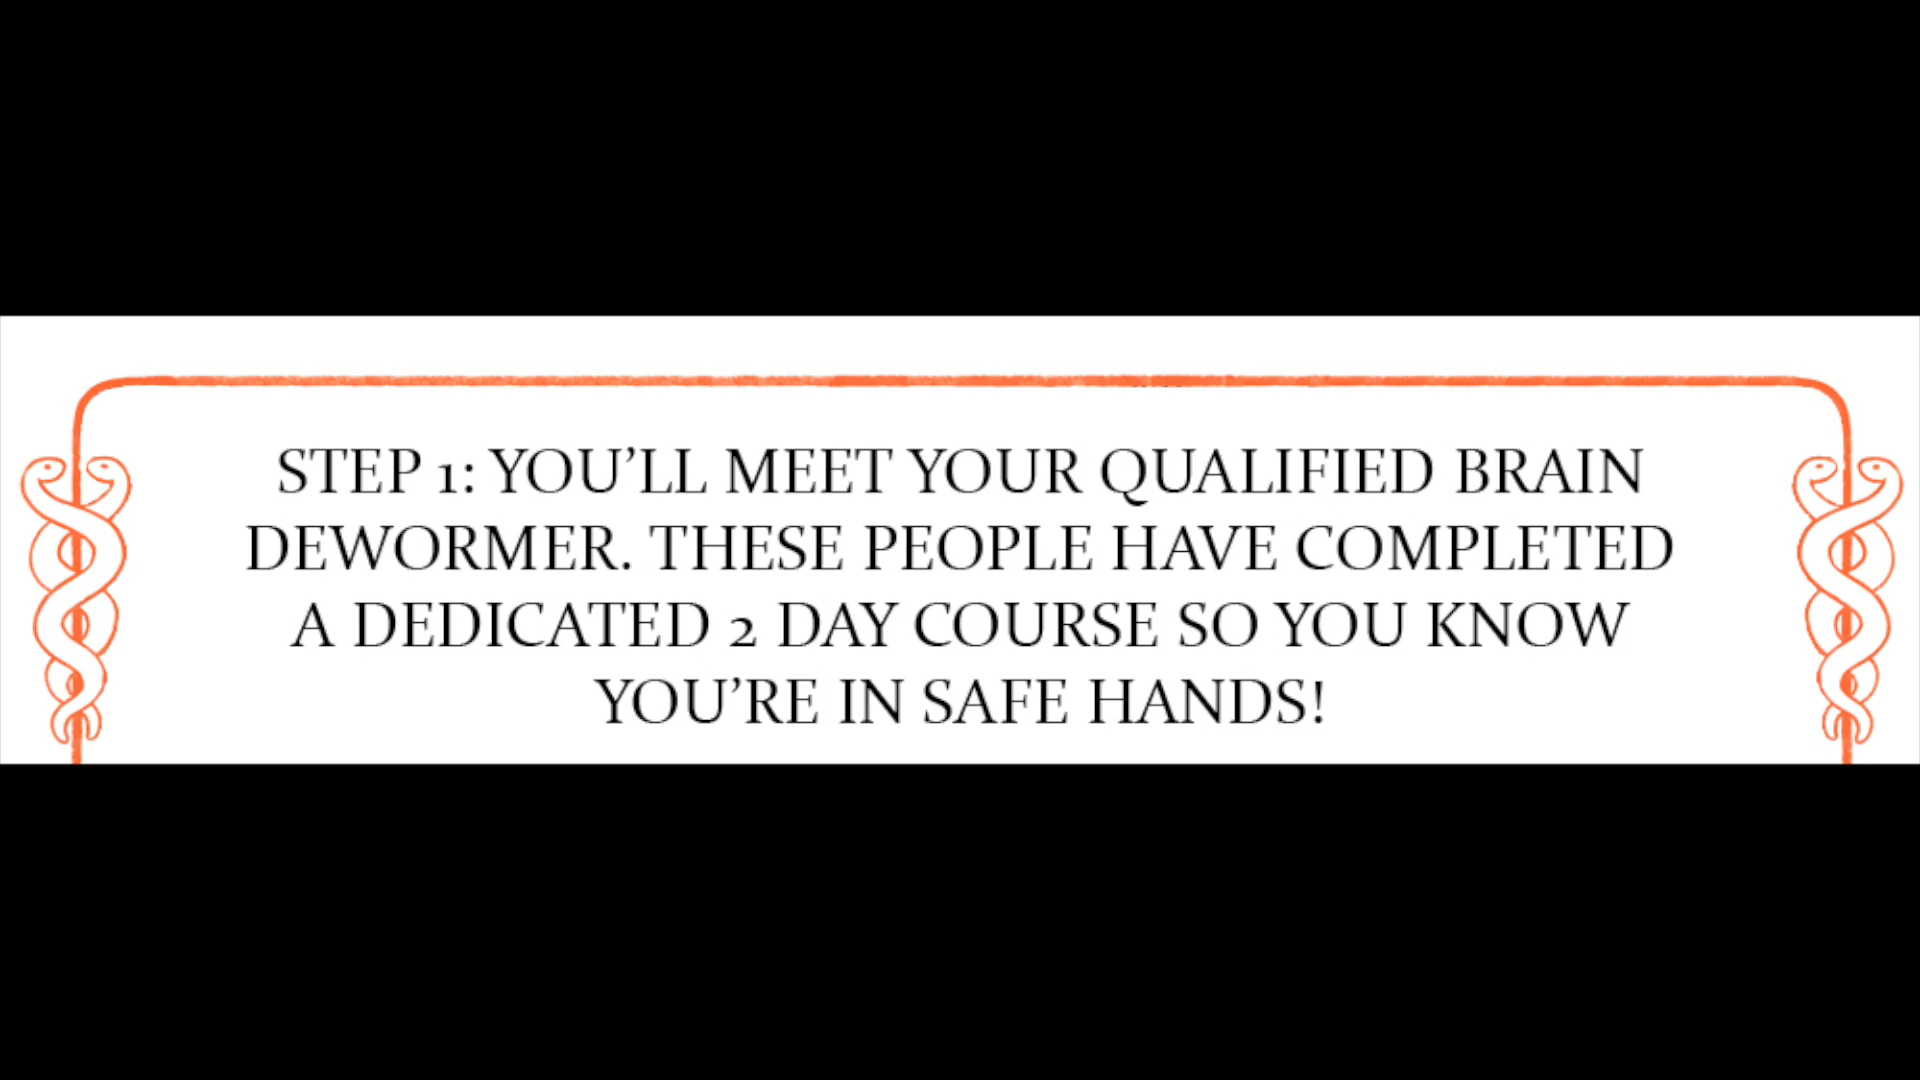 STEP 1: YOU’LL MEET YOUR QUALIFIED BRAIN
DEWORMER. THESE PEOPLE HAVE COMPLETED
A DEDICATED 2 DAY COURSE SO YOU KNOW
YOU’RE IN SAFE HANDS!